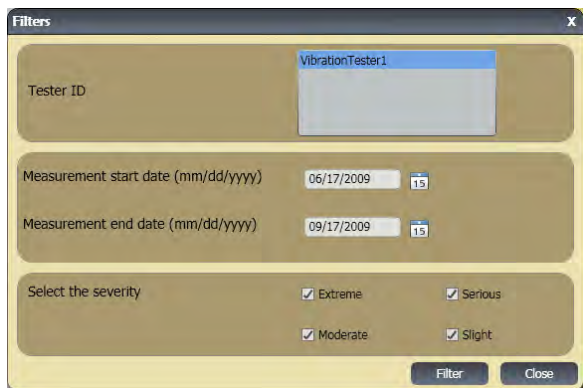 Filters X
Tester ID VibrationTester1
Measurement start date (mm/dd/yyyy) 06/17/2009 15
Measurement end date (mm/dd/yyyy) 09/17/2009 15
Select the severity Extreme Serious
Moderate Slight
Filter Close